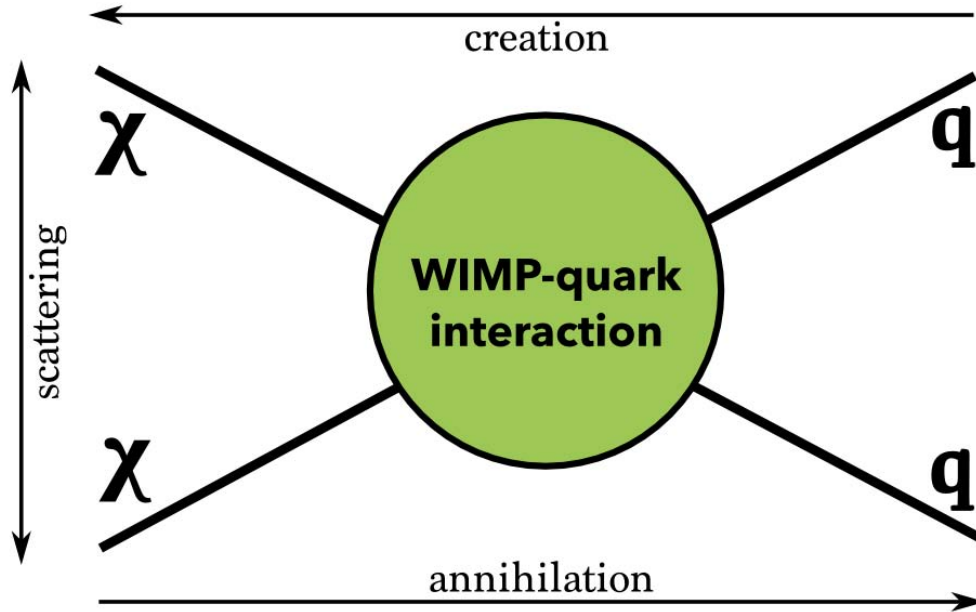 creation
χ
q
scattering
WIMP-quark
interaction
χ
q
annihilation